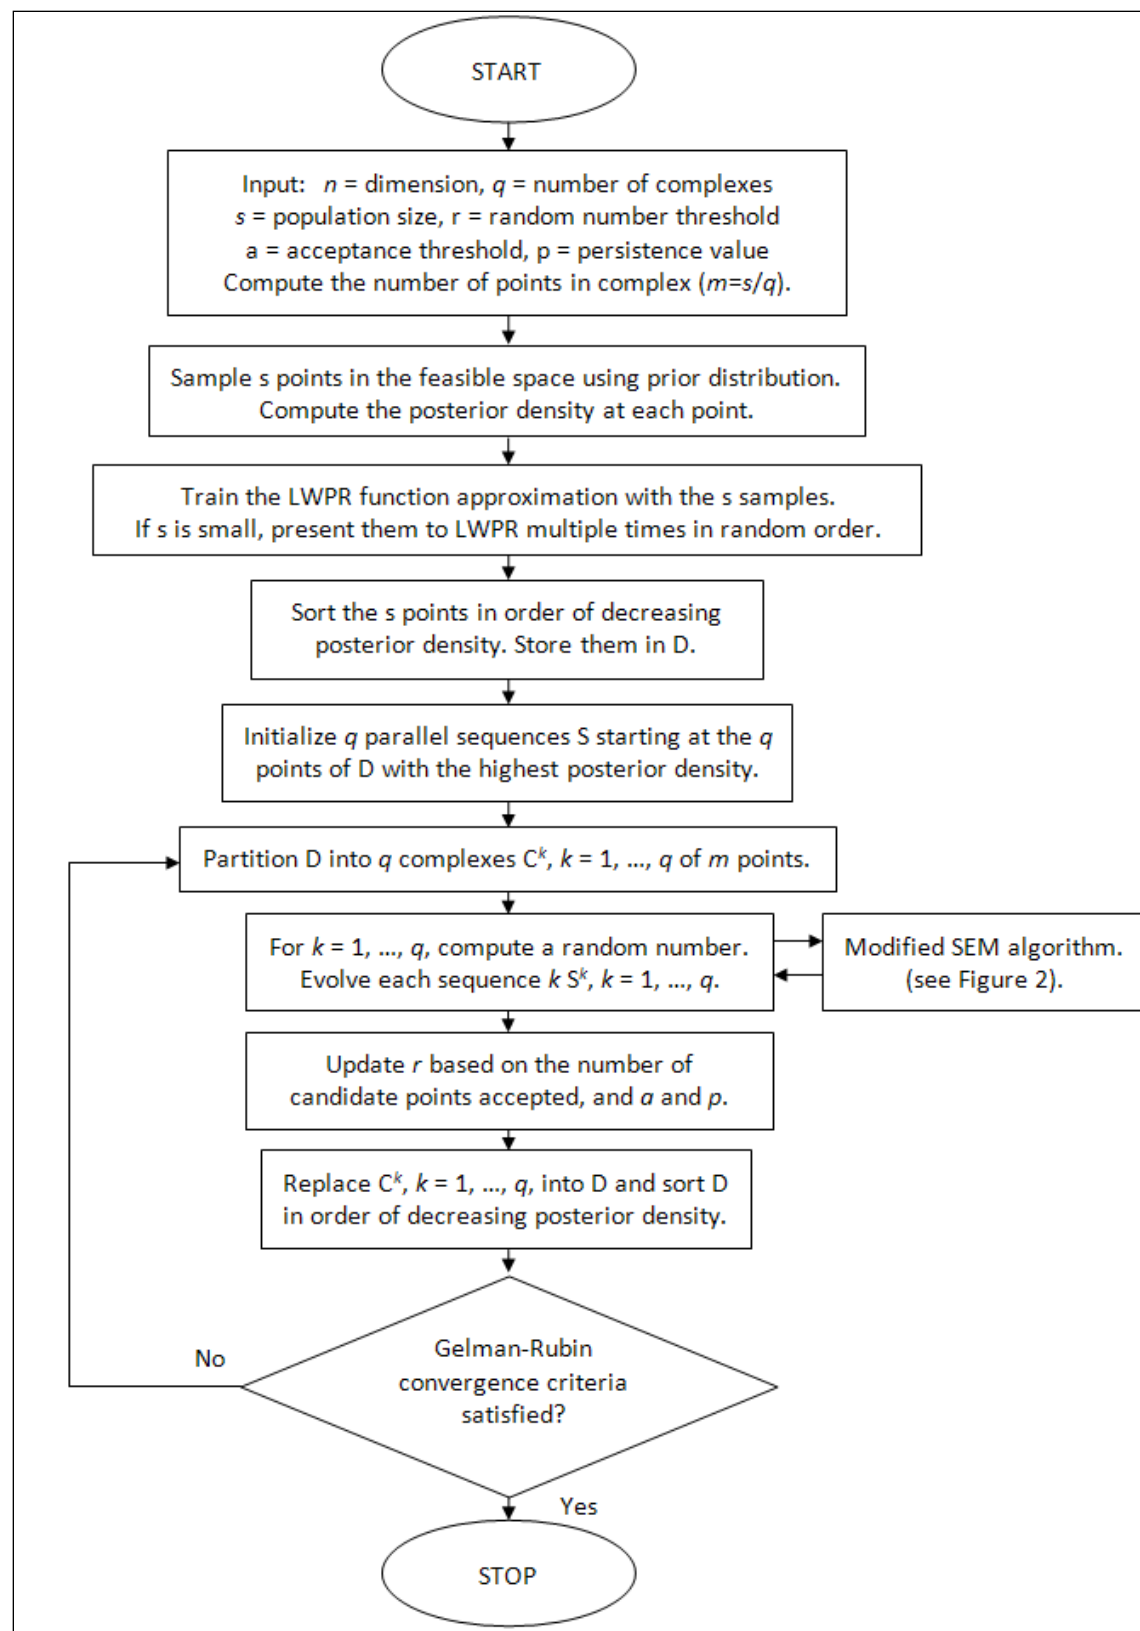 START
Input: n = dimension, q = number of complexes
s = population size, r = random number threshold
a = acceptance threshold, p = persistence value
Compute the number of points in complex (m=s/q).
Sample s points in the feasible space using prior distribution.
Compute the posterior density at each point.
Train the LWPR function approximation with the s samples.
If s is small, present them to LWPR multiple times in random order.
Sort the s points in order of decreasing
posterior density. Store them in D.
Initialize q parallel sequences S starting at the q
points of D with the highest posterior density.
Partition D into q complexes Cᵏ, k = 1, ..., q of m points.
For k = 1, ..., q, compute a random number.
Evolve each sequence k Sᵏ, k = 1, ..., q.
Modified SEM algorithm.
(see Figure 2).
Update r based on the number of
candidate points accepted, and a and p.
Replace Cᵏ, k = 1, ..., q, into D and sort D
in order of decreasing posterior density.
Gelman-Rubin
convergence criteria
satisfied?
No
Yes
STOP